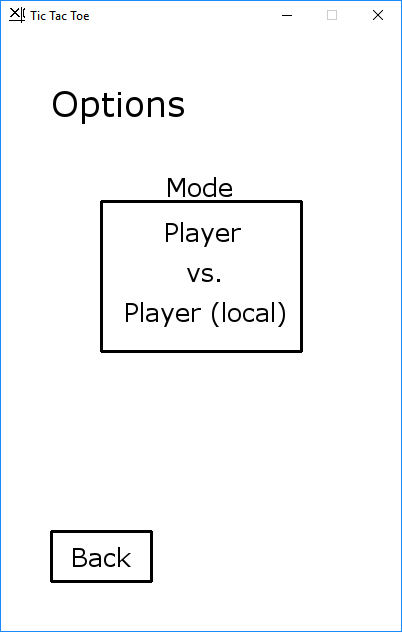 Tic Tac Toe
Options
Mode
Player
vs.
Player (local)
Back